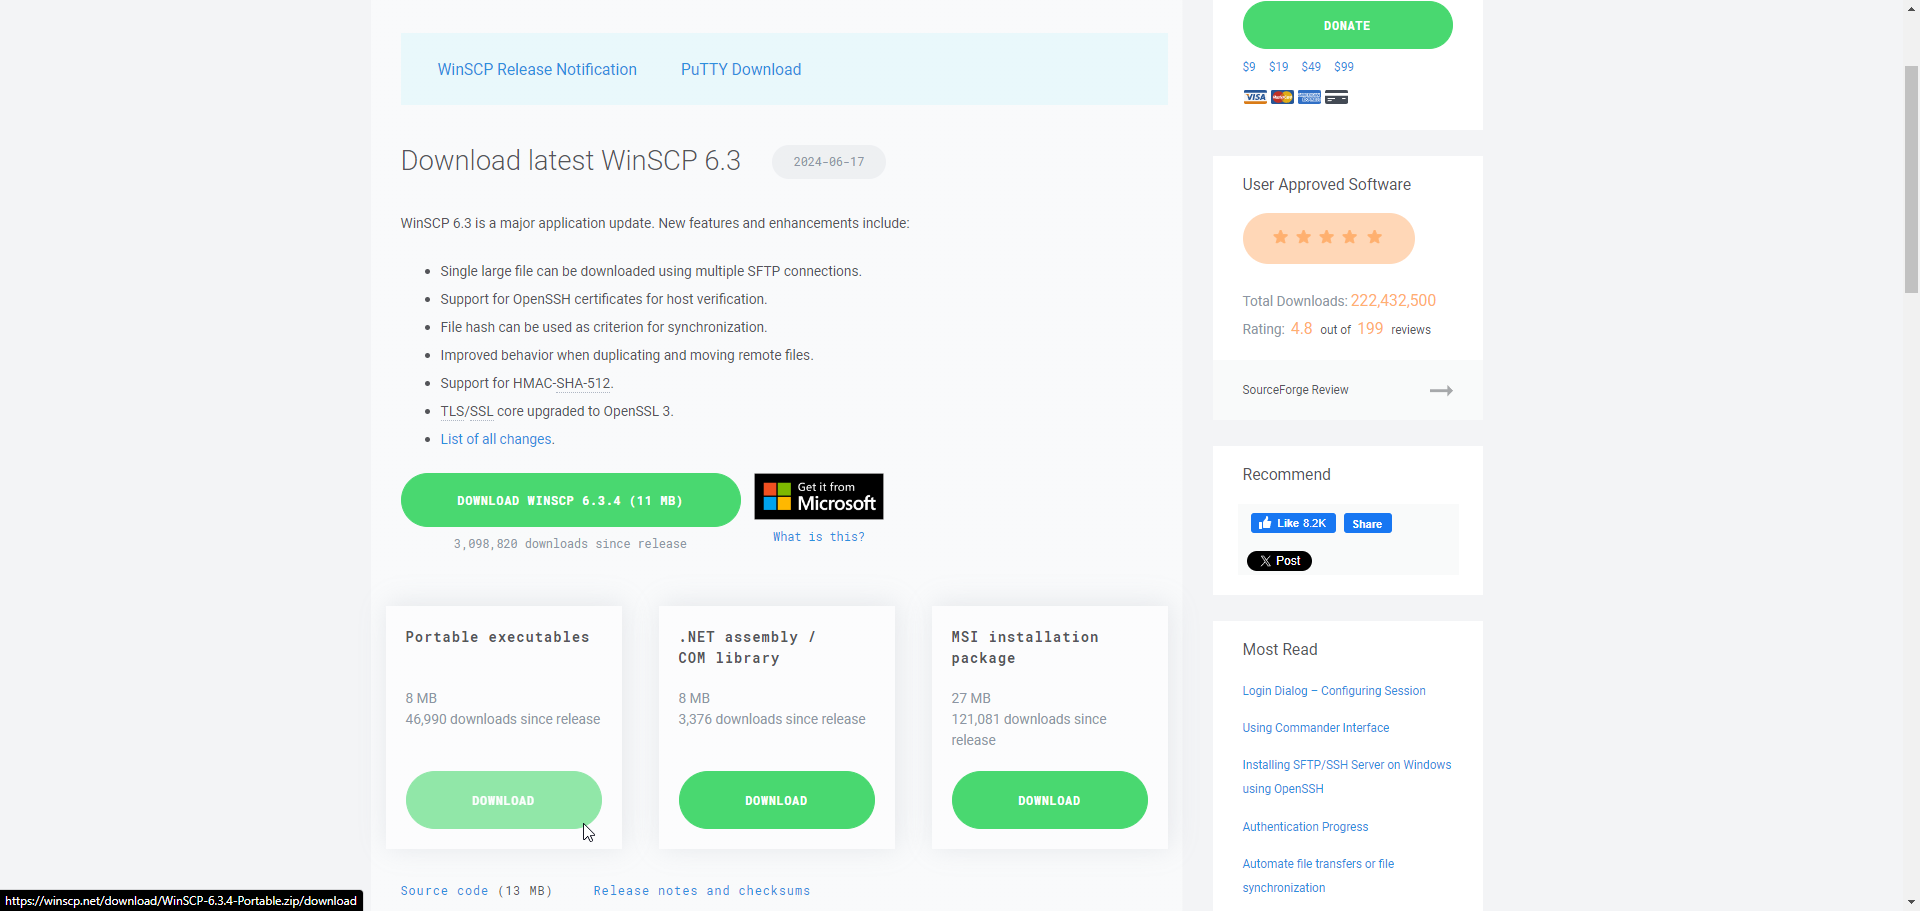 WinSCP Release Notification
PuTTY Download
Download latest WinSCP 6.3
2024-06-17
WinSCP 6.3 is a major application update. New features and enhancements include:
Single large file can be downloaded using multiple SFTP connections.
Support for OpenSSH certificates for host verification.
File hash can be used as criterion for synchronization.
Improved behavior when duplicating and moving remote files.
Support for HMAC-SHA-512.
TLS/SSL core upgraded to OpenSSL 3.
List of all changes.
DOWNLOAD WINSCP 6.3.4 (11 MB)
3,098,820 downloads since release
Get it from
Microsoft
What is this?
Portable executables
8 MB
46,990 downloads since release
DOWNLOAD
.NET assembly /
COM library
8 MB
3,376 downloads since release
DOWNLOAD
MSI installation
package
27 MB
121,081 downloads since
release
DOWNLOAD
Source code (13 MB)
Release notes and checksums
DONATE
$9 $19 $49 $99
VISA
User Approved Software
Total Downloads: 222,432,500
Rating: 4.8 out of 199 reviews
SourceForge Review
Recommend
Like 8.2K
Share
Post
Most Read
Login Dialog – Configuring Session
Using Commander Interface
Installing SFTP/SSH Server on Windows
using OpenSSH
Authentication Progress
Automate file transfers or file
synchronization
https://winscp.net/download/WinSCP-6.3.4-Portable.zip/download